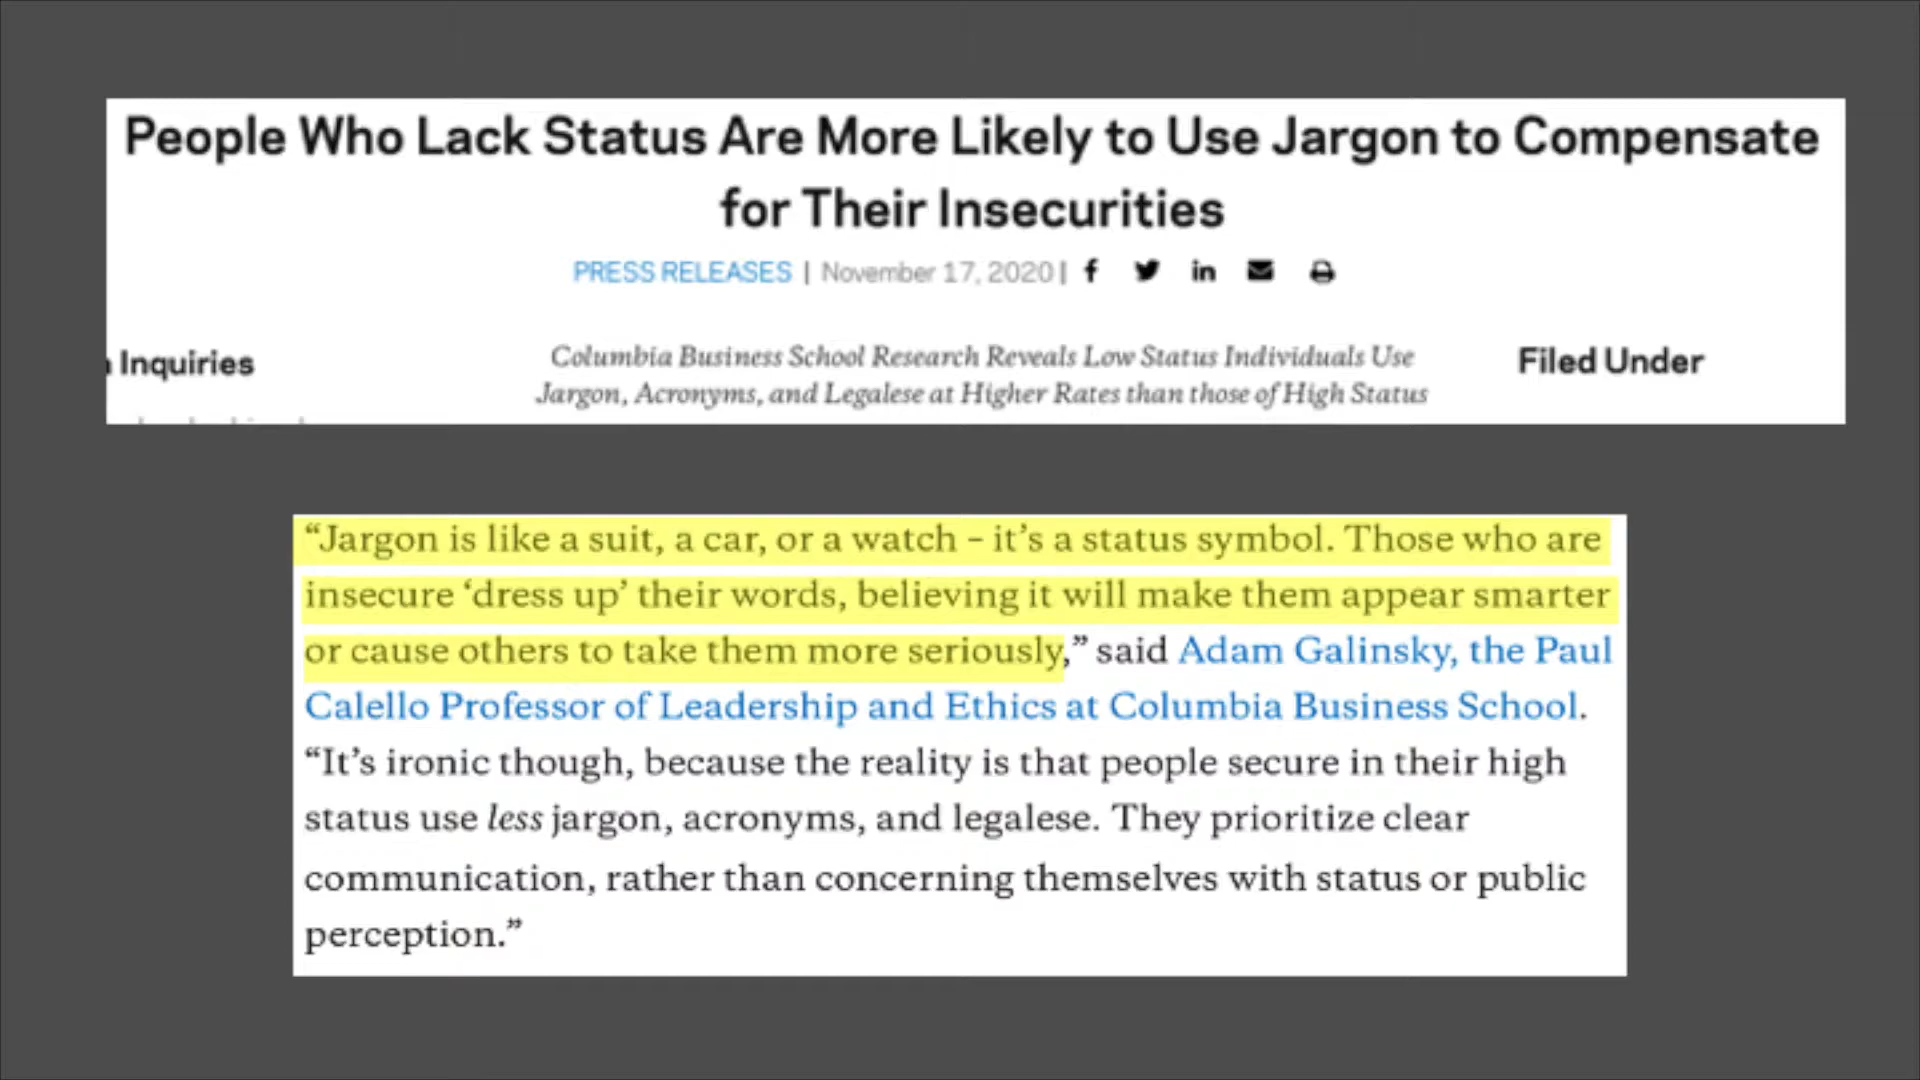 People Who Lack Status Are More Likely to Use Jargon to Compensate
for Their Insecurities
PRESS RELEASES | November 17, 2020 |
Inquiries
Columbia Business School Research Reveals Low Status Individuals Use
Jargon, Acronyms, and Legalese at Higher Rates than those of High Status
Filed Under
“Jargon is like a suit, a car, or a watch – it’s a status symbol. Those who are
insecure ‘dress up’ their words, believing it will make them appear smarter
or cause others to take them more seriously,” said Adam Galinsky, the Paul
Calello Professor of Leadership and Ethics at Columbia Business School.
“It’s ironic though, because the reality is that people secure in their high
status use less jargon, acronyms, and legalese. They prioritize clear
communication, rather than concerning themselves with status or public
perception.”